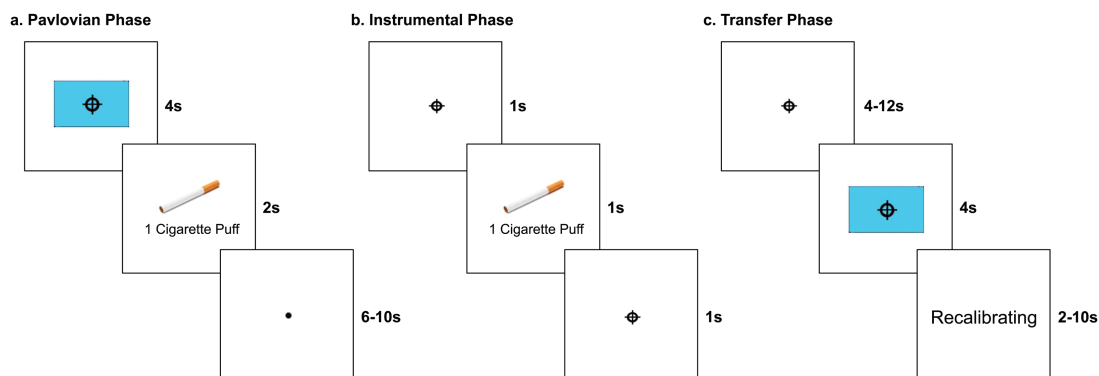 a. Pavlovian Phase
4s
1 Cigarette Puff
2s
6-10s
b. Instrumental Phase
1s
1 Cigarette Puff
1s
1s
c. Transfer Phase
4-12s
4s
Recalibrating
2-10s